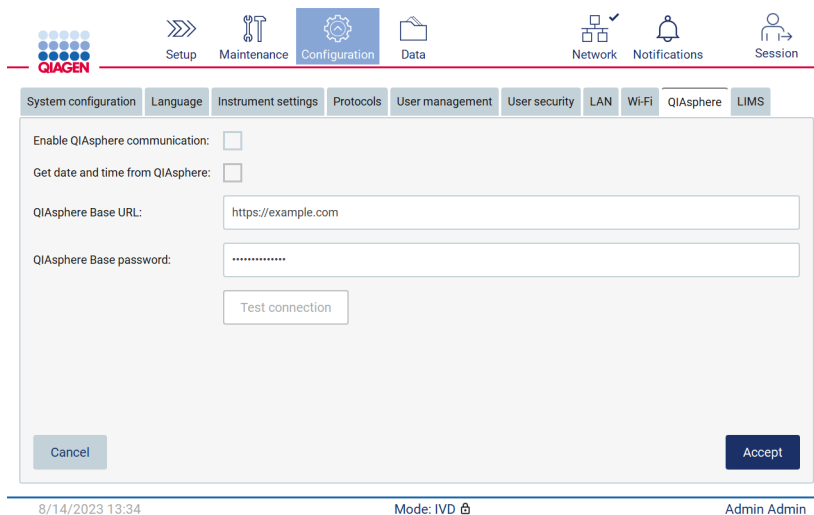 Setup Maintenance Configuration Data Network Notifications Session
QIAGEN
System configuration Language Instrument settings Protocols User management User security LAN Wi-Fi QIAsphere LIMS
Enable QIAsphere communication:
Get date and time from QIAsphere:
QIAsphere Base URL: https://example.com
QIAsphere Base password: ••••••••••••••
Test connection
Cancel Accept
8/14/2023 13:34 Mode: IVD Admin Admin